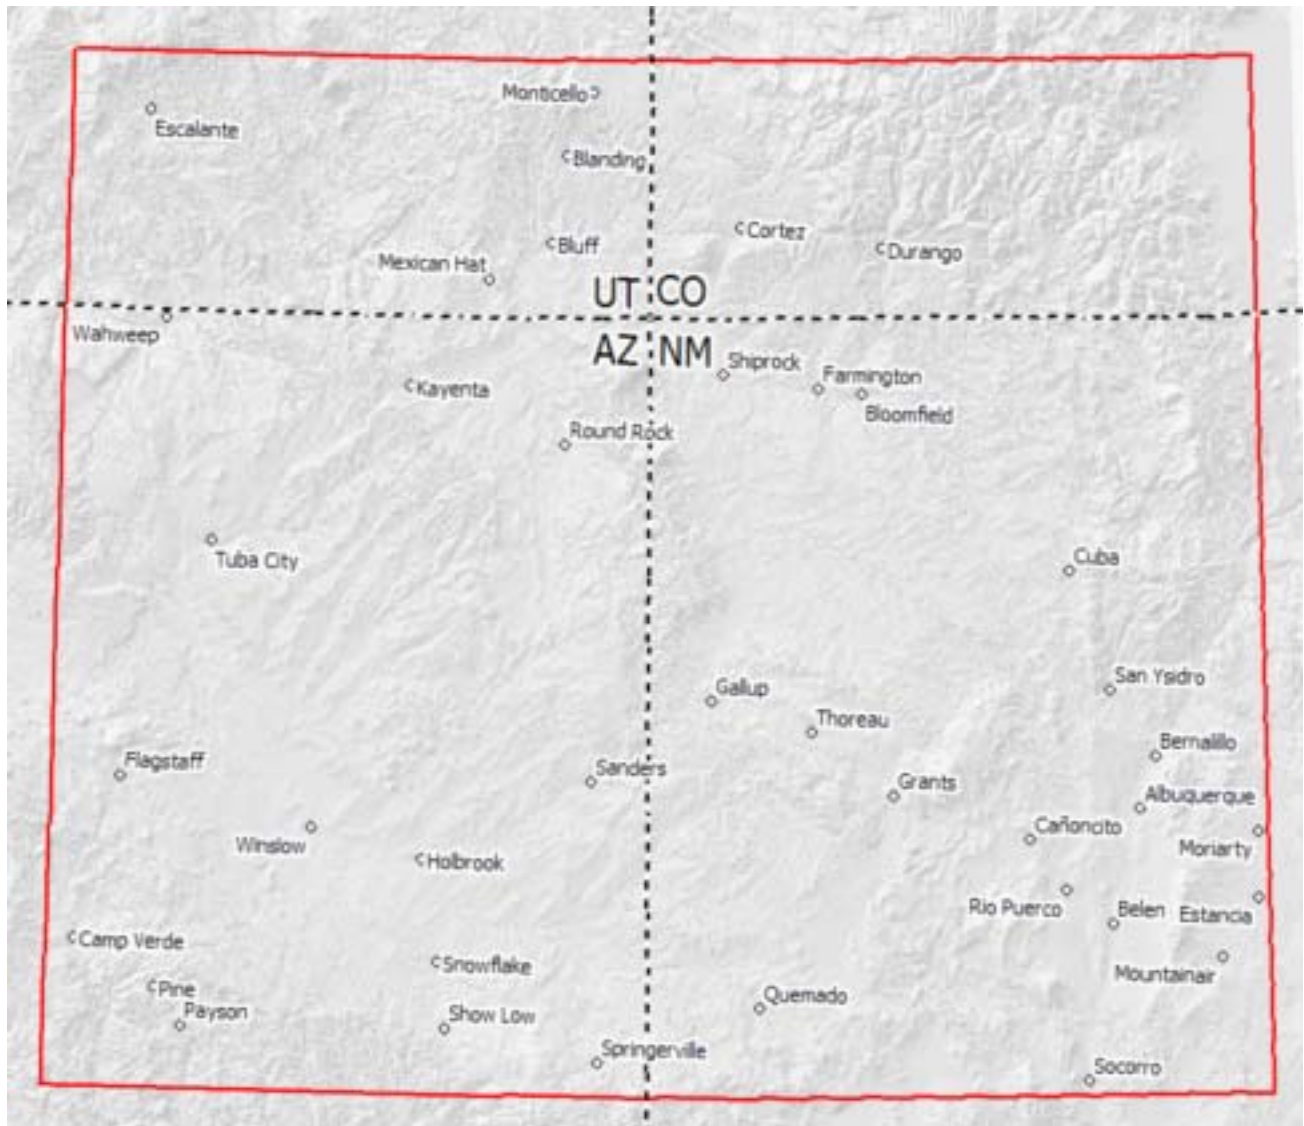 Monticello
Escalante
Blanding
Cortez
Bluff
Durango
Mexican Hat
UT CO
Wahweep
AZ NM
Shiprock
Farmington
Kayenta
Bloomfield
Round Rock
Tuba City
Cuba
San Ysidro
Gallup
Thoreau
Bernalillo
Flagstaff
Sanders
Grants
Albuquerque
Cañoncito
Winslow
Moriarty
Holbrook
Rio Puerco
Belen
Estancia
Camp Verde
Snowflake
Mountainair
Pine
Quemado
Payson
Show Low
Springerville
Socorro